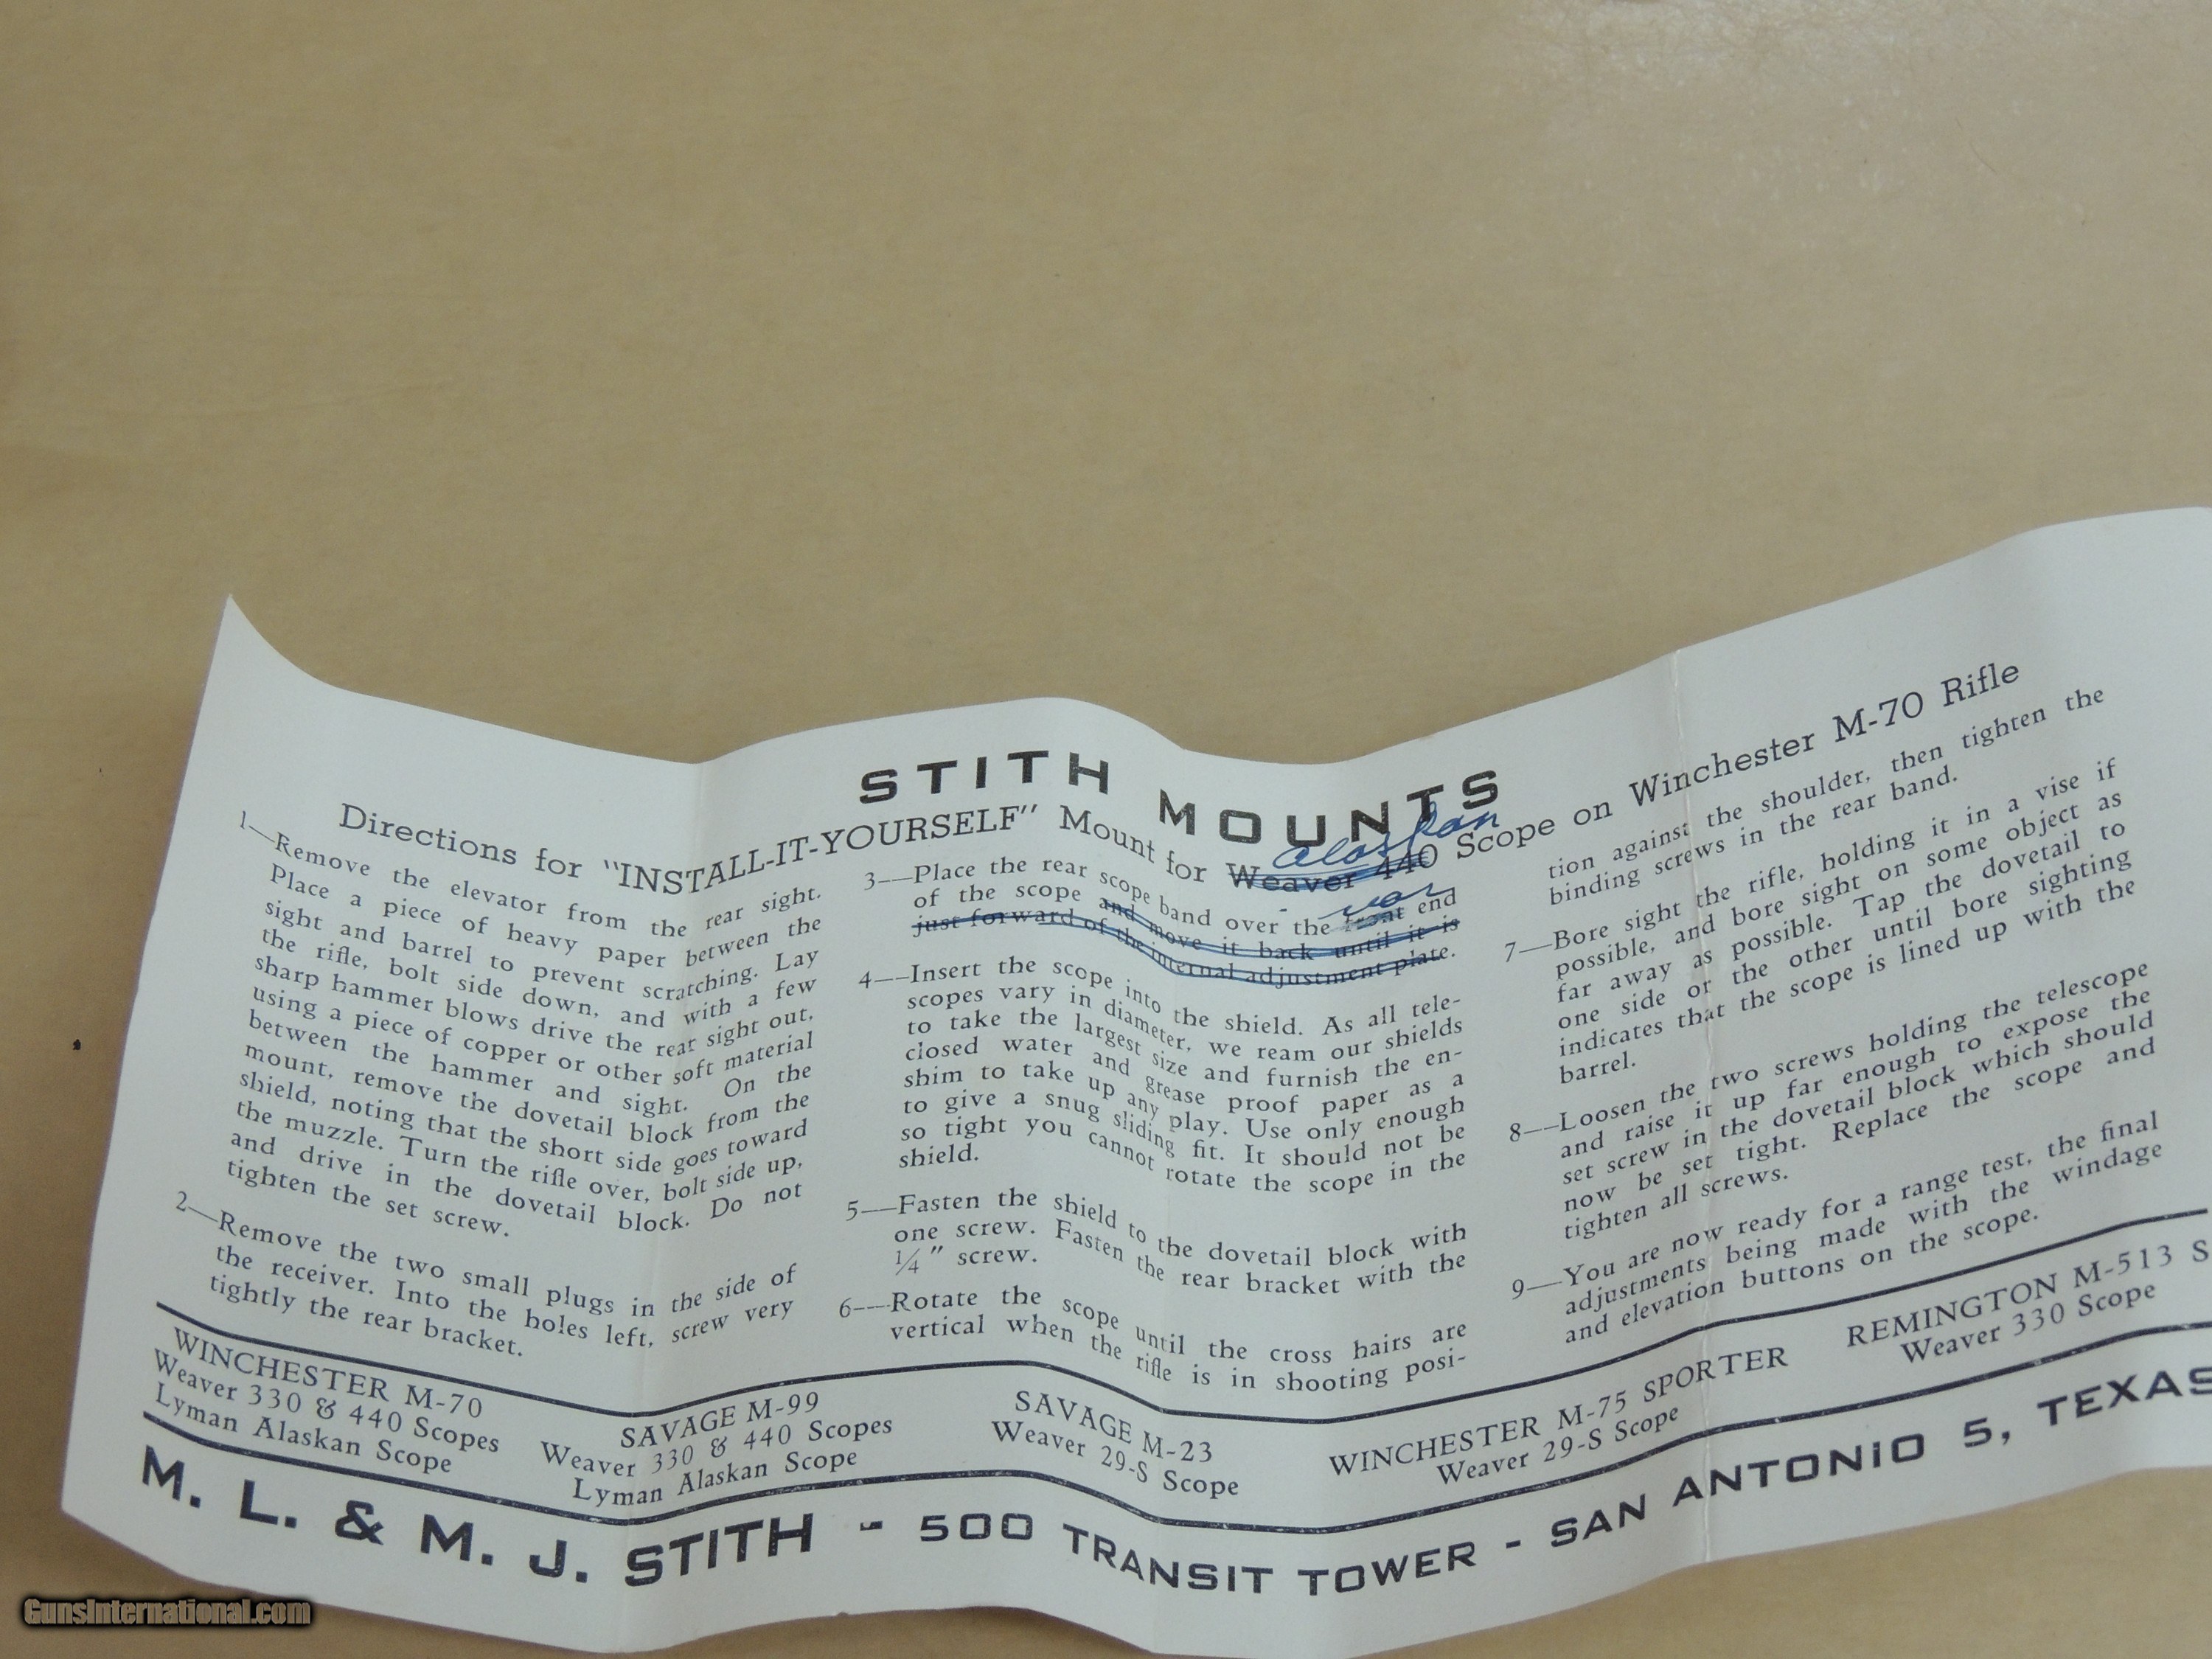 STITH MOUNTS
Directions for "INSTALL-IT-YOURSELF" Mount for Weaver 440 Scope on Winchester M-70 Rifle
Alaskan
1—Remove the elevator from the rear sight.
Place a piece of heavy paper between the
sight and barrel to prevent scratching. Lay
the rifle, bolt side down, and with a few
sharp hammer blows drive the rear sight out,
using a piece of copper or other soft material
between the hammer and sight. On the
mount, remove the dovetail block from the
shield, noting that the short side goes toward
the muzzle. Turn the rifle over, bolt side up,
and drive in the dovetail block. Do not
tighten the set screw.
2—Remove the two small plugs in the side of
the receiver. Into the holes left, screw very
tightly the rear bracket.
3—Place the rear scope band over the front end
rear
of the scope and move it back until it is
just forward of the internal adjustment plate.
4—Insert the scope into the shield. As all tele-
scopes vary in diameter, we ream our shields
to take the largest size and furnish the en-
closed water and grease proof paper as a
shim to take up any play. Use only enough
to give a snug sliding fit. It should not be
so tight you cannot rotate the scope in the
shield.
5—Fasten the shield to the dovetail block with
one screw. Fasten the rear bracket with the
¼" screw.
6—Rotate the scope until the cross hairs are
vertical when the rifle is in shooting posi-
tion against the shoulder, then tighten the
binding screws in the rear band.
7—Bore sight the rifle, holding it in a vise if
possible, and bore sight on some object as
far away as possible. Tap the dovetail to
one side or the other until bore sighting
indicates that the scope is lined up with the
barrel.
8—Loosen the two screws holding the telescope
and raise it up far enough to expose the
set screw in the dovetail block which should
now be set tight. Replace the scope and
tighten all screws.
9—You are now ready for a range test, the final
adjustments being made with the windage
and elevation buttons on the scope.
WINCHESTER M-70
Weaver 330 & 440 Scopes
Lyman Alaskan Scope
SAVAGE M-99
Weaver 330 & 440 Scopes
Lyman Alaskan Scope
SAVAGE M-23
Weaver 29-S Scope
WINCHESTER M-75 SPORTER
Weaver 29-S Scope
REMINGTON M-513 S
Weaver 330 Scope
M. L. & M. J. STITH - 500 TRANSIT TOWER - SAN ANTONIO 5, TEXAS
GunsInternational.com